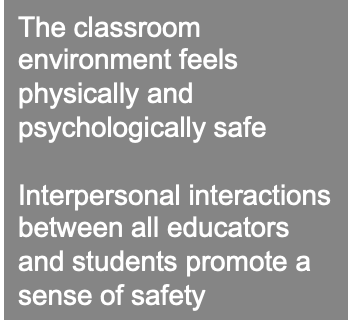 The classroom
environment feels
physically and
psychologically safe
Interpersonal interactions
between all educators
and students promote a
sense of safety